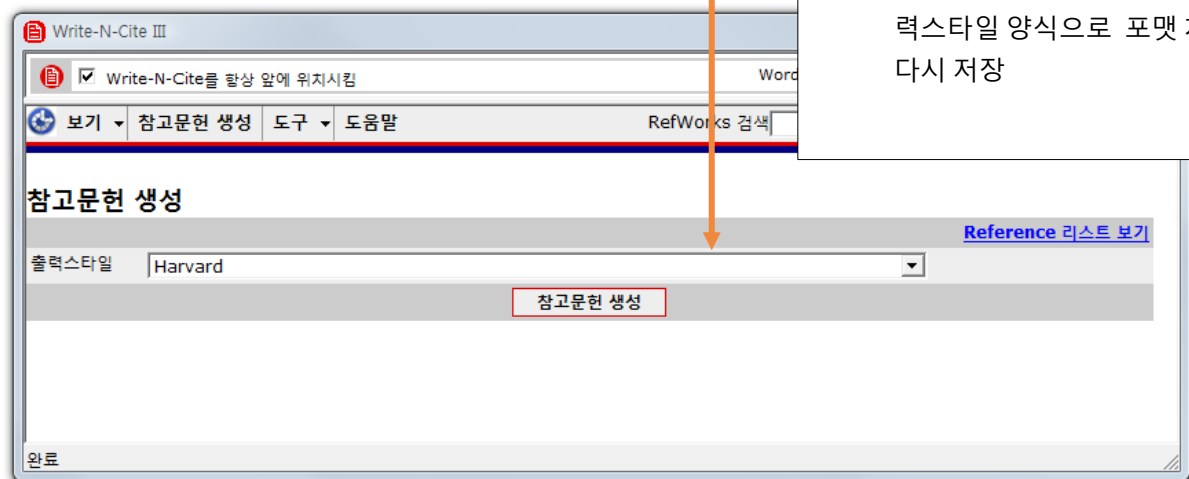 력스타일 양식으로 포맷
다시 저장
Write-N-Cite III
Write-N-Cite를 항상 앞에 위치시킴
Word
보기 참고문헌 생성 도구 도움말 RefWorks 검색
참고문헌 생성
Reference 리스트 보기
출력스타일 Harvard
참고문헌 생성
완료